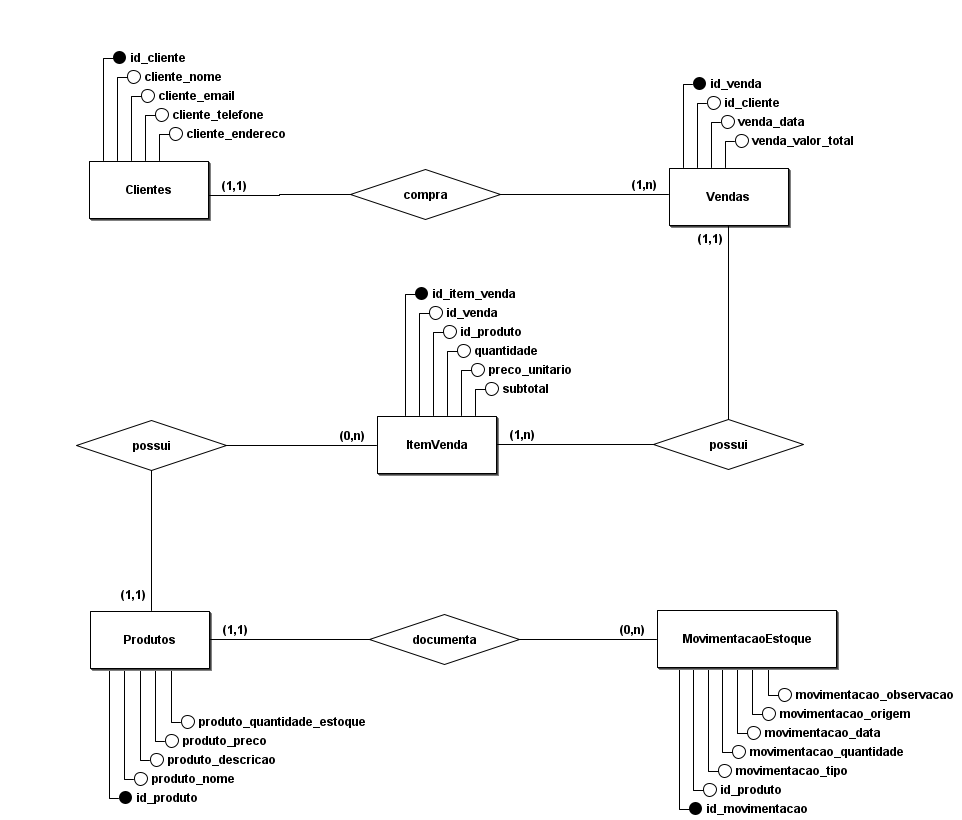 id_cliente
cliente_nome
cliente_email
cliente_telefone
cliente_endereco
Clientes
(1,1)
compra
(1,n)
id_venda
id_cliente
venda_data
venda_valor_total
Vendas
(1,1)
id_item_venda
id_venda
id_produto
quantidade
preco_unitario
subtotal
possui
(0,n)
ItemVenda
(1,n)
possui
(1,1)
Produtos
(1,1)
documenta
(0,n)
MovimentacaoEstoque
produto_quantidade_estoque
produto_preco
produto_descricao
produto_nome
id_produto
movimentacao_observacao
movimentacao_origem
movimentacao_data
movimentacao_quantidade
movimentacao_tipo
id_produto
id_movimentacao